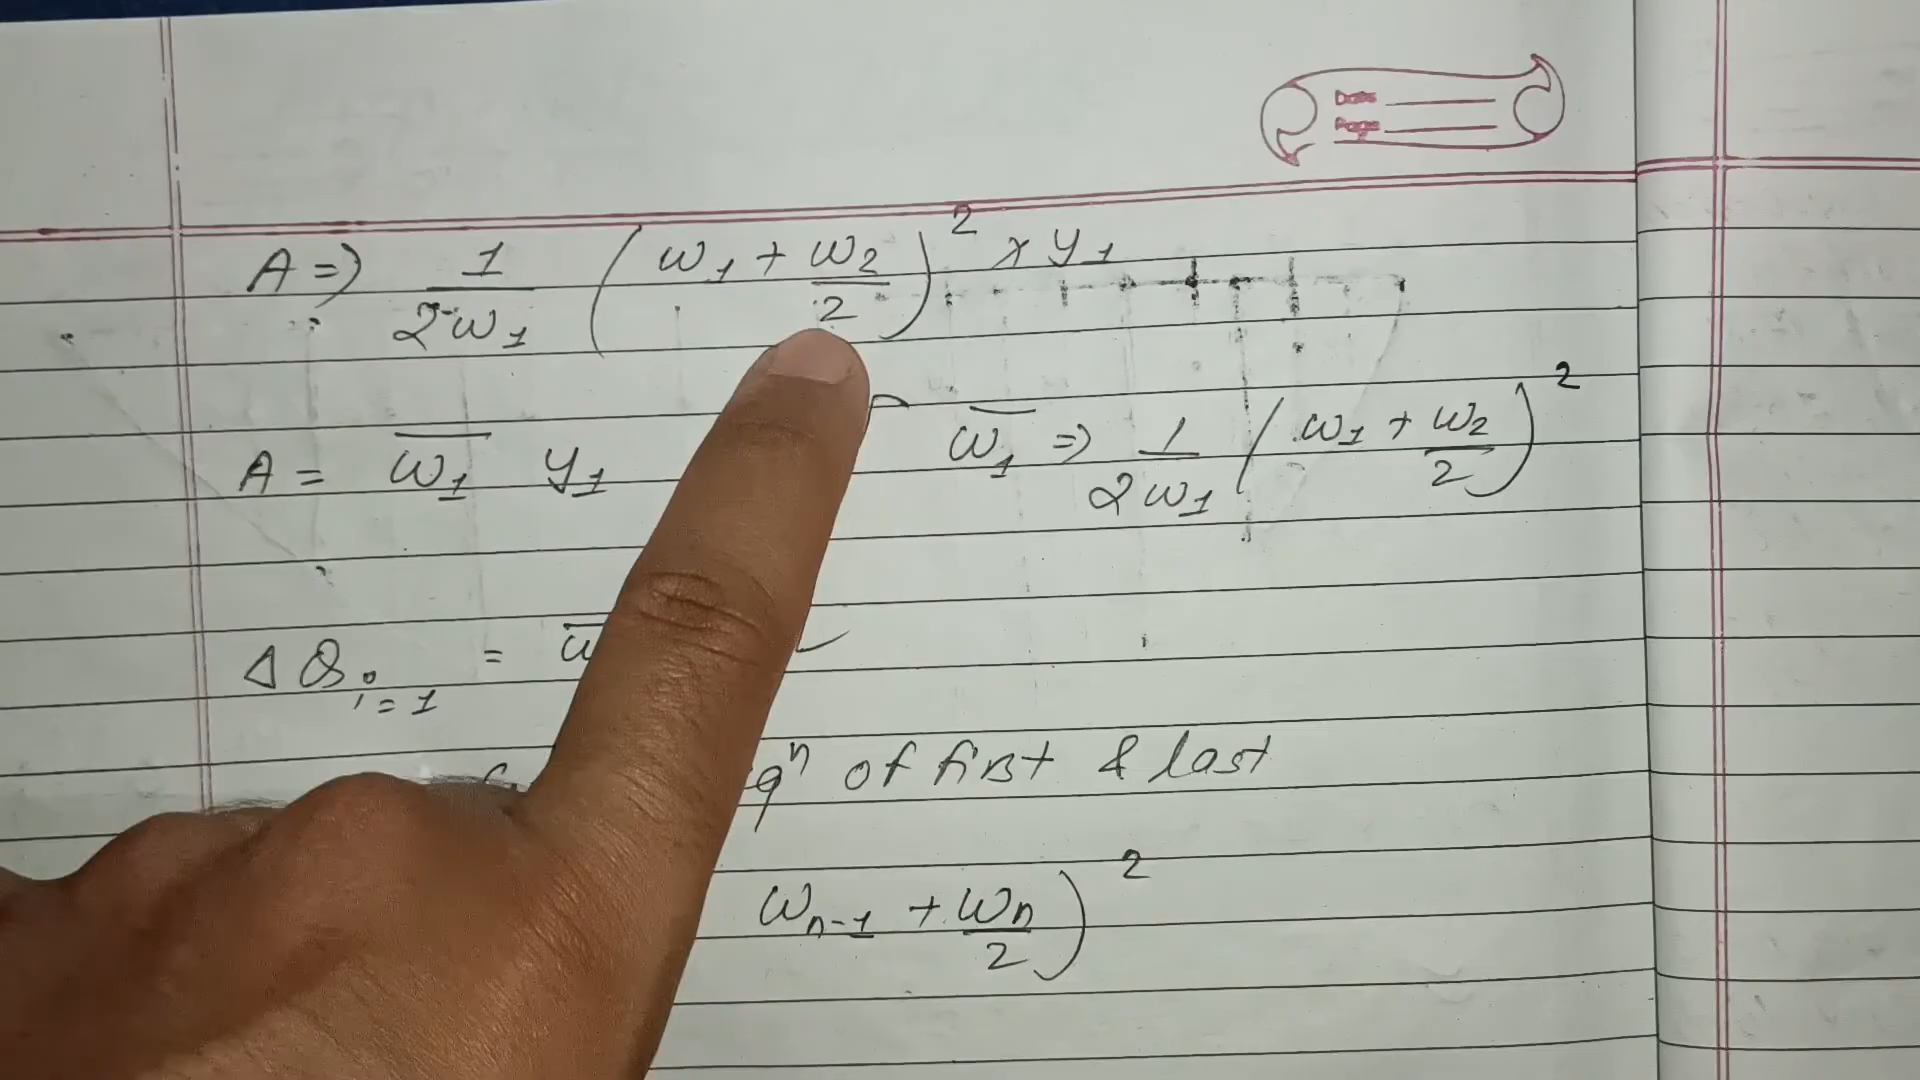 Date
Page
A ⇒ 1/2w₁ (w₁ + w₂/2)² × y₁
A = w̅₁ y₁ w̅₁ ⇒ 1/2w₁ (w₁ + w₂/2)²
ΔQᵢ₌₁ =
of first & last
wₙ₋₁ + wₙ/2)²